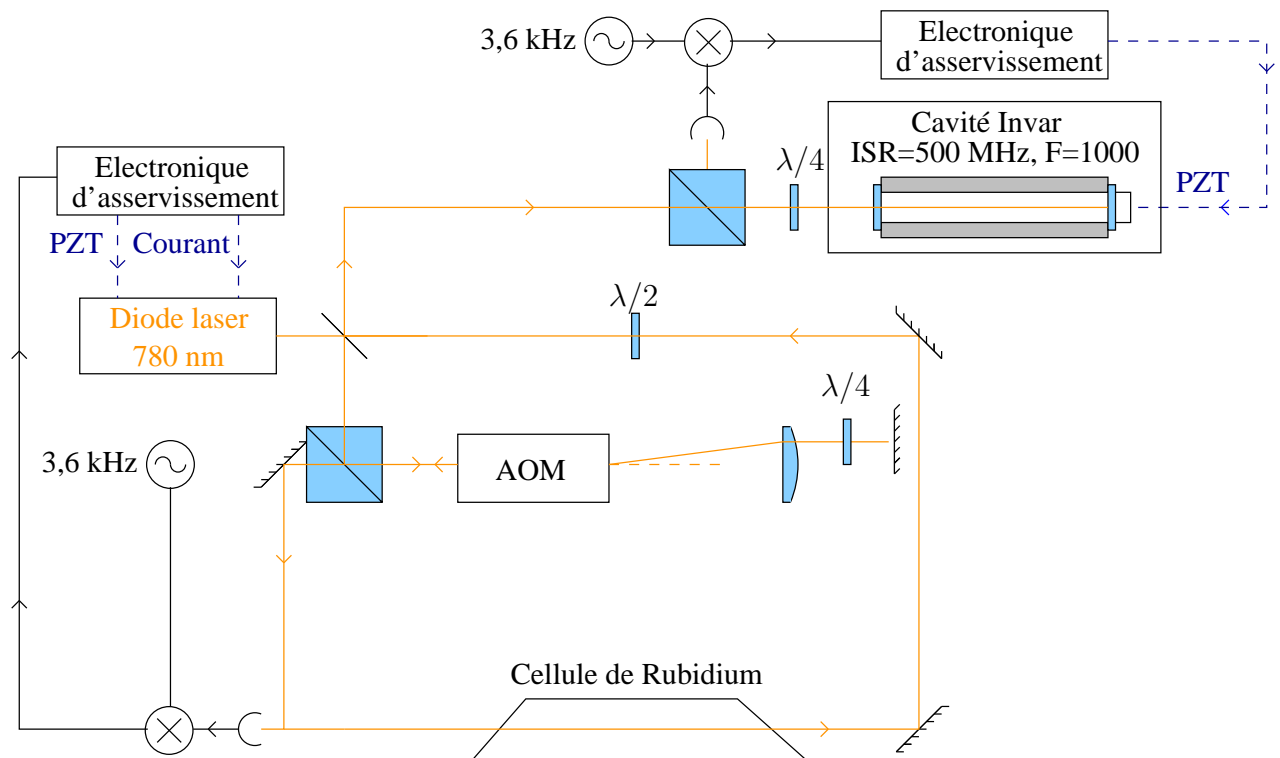 3,6 kHz
Electronique
d'asservissement
Cavité Invar
ISR=500 MHz, F=1000
λ/4
PZT
Electronique
d'asservissement
PZT
Courant
Diode laser
780 nm
λ/2
λ/4
3,6 kHz
AOM
Cellule de Rubidium